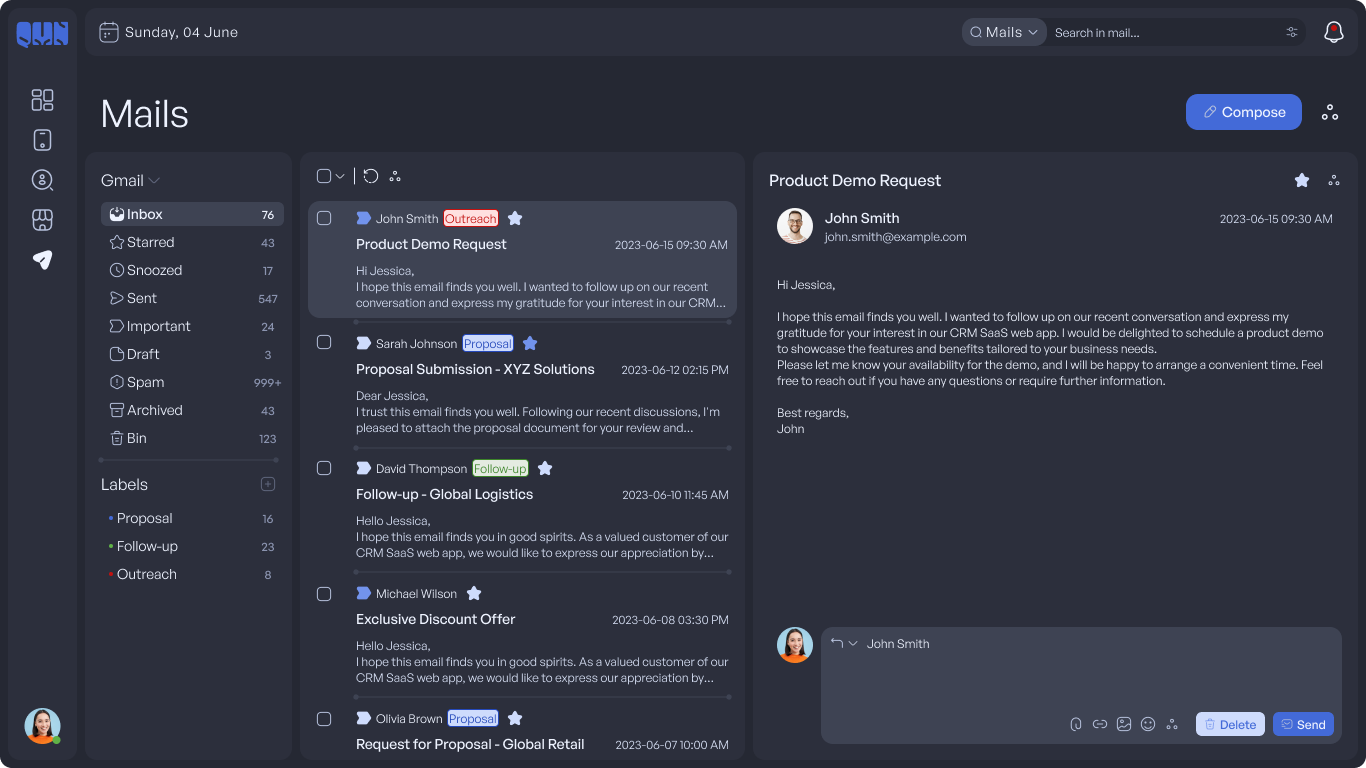 QUN
Sunday, 04 June
Mails
Search in mail...
Mails
Compose
Gmail
Inbox 76
Starred 43
Snoozed 17
Sent 547
Important 24
Draft 3
Spam 999+
Archived 43
Bin 123
Labels
Proposal 16
Follow-up 23
Outreach 8
John Smith Outreach
Product Demo Request 2023-06-15 09:30 AM
Hi Jessica,
I hope this email finds you well. I wanted to follow up on our recent
conversation and express my gratitude for your interest in our CRM...
Sarah Johnson Proposal
Proposal Submission - XYZ Solutions 2023-06-12 02:15 PM
Dear Jessica,
I trust this email finds you well. Following our recent discussions, I'm
pleased to attach the proposal document for your review and...
David Thompson Follow-up
Follow-up - Global Logistics 2023-06-10 11:45 AM
Hello Jessica,
I hope this email finds you in good spirits. As a valued customer of our
CRM SaaS web app, we would like to express our appreciation by...
Michael Wilson
Exclusive Discount Offer 2023-06-08 03:30 PM
Hello Jessica,
I hope this email finds you in good spirits. As a valued customer of our
CRM SaaS web app, we would like to express our appreciation by...
Olivia Brown Proposal
Request for Proposal - Global Retail 2023-06-07 10:00 AM
Product Demo Request
John Smith 2023-06-15 09:30 AM
john.smith@example.com
Hi Jessica,
I hope this email finds you well. I wanted to follow up on our recent conversation and express my
gratitude for your interest in our CRM SaaS web app. I would be delighted to schedule a product demo
to showcase the features and benefits tailored to your business needs.
Please let me know your availability for the demo, and I will be happy to arrange a convenient time. Feel
free to reach out if you have any questions or require further information.
Best regards,
John
John Smith
Delete
Send